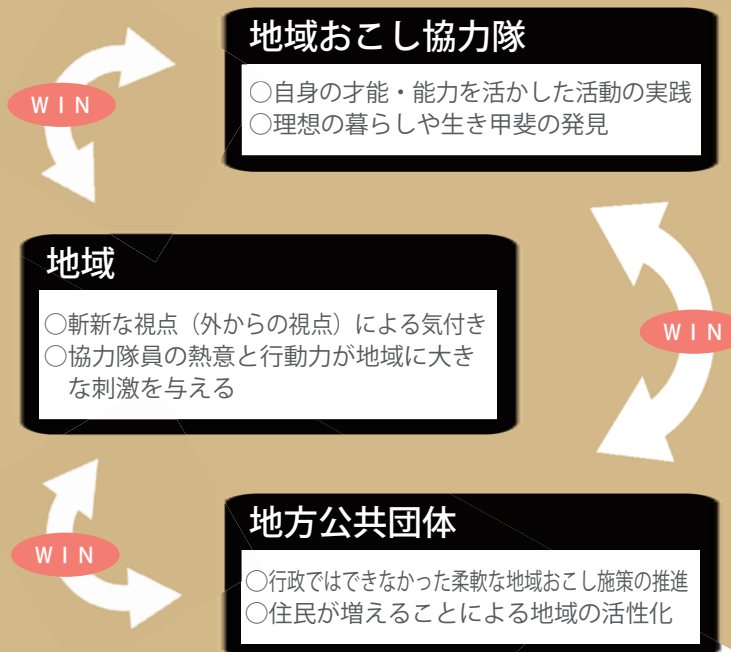 地域おこし協力隊
WIN
○自身の才能・能力を活かした活動の実践
○理想の暮らしや生き甲斐の発見
地域
○斬新な視点（外からの視点）による気付き
WIN
○協力隊員の熱意と行動力が地域に大き
な刺激を与える
地方公共団体
WIN
○行政ではできなかった柔軟な地域おこし施策の推進
○住民が増えることによる地域の活性化